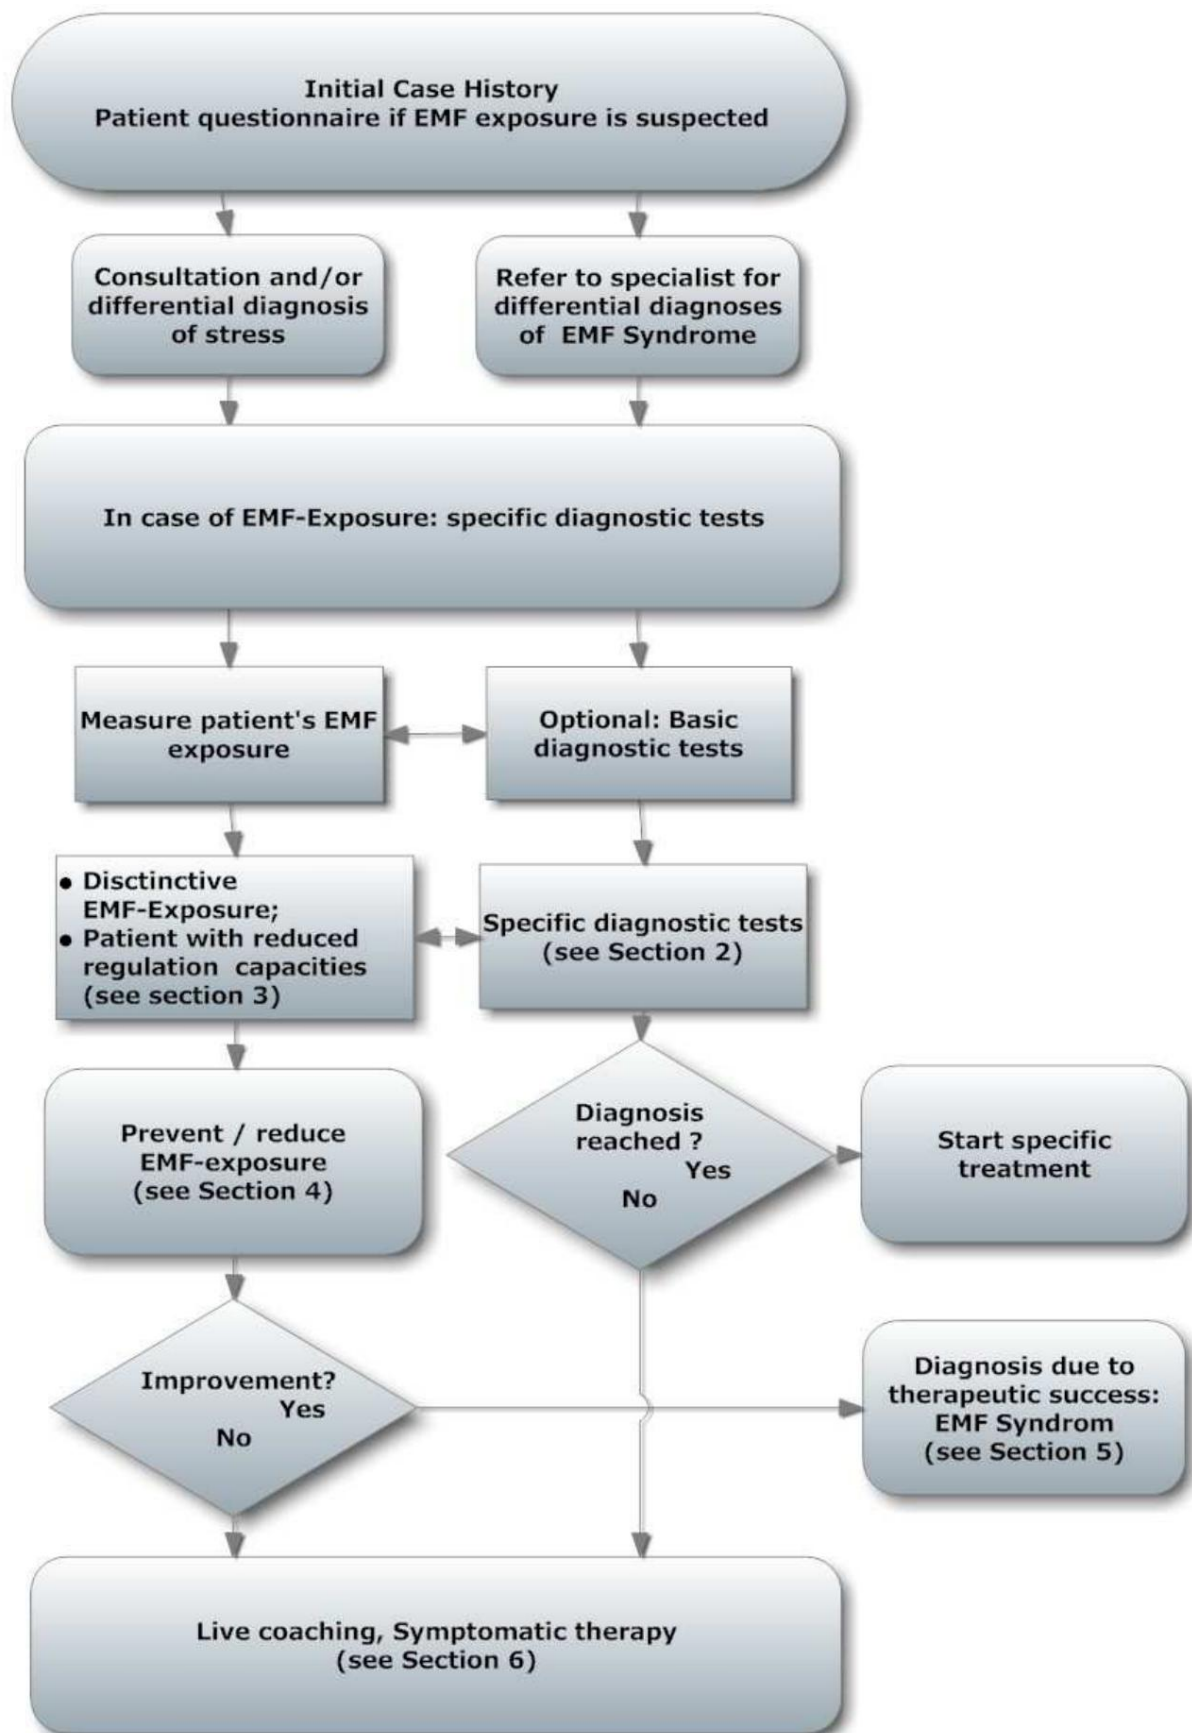 Initial Case History
Patient questionnaire if EMF exposure is suspected
Consultation and/or
differential diagnosis
of stress
Refer to specialist for
differential diagnoses
of EMF Syndrome
In case of EMF-Exposure: specific diagnostic tests
Measure patient's EMF
exposure
Optional: Basic
diagnostic tests
• Disctinctive
EMF-Exposure;
• Patient with reduced
regulation capacities
(see section 3)
Specific diagnostic tests
(see Section 2)
Prevent / reduce
EMF-exposure
(see Section 4)
Diagnosis
reached ?
Yes
No
Start specific
treatment
Improvement?
Yes
No
Diagnosis due to
therapeutic success:
EMF Syndrom
(see Section 5)
Live coaching, Symptomatic therapy
(see Section 6)